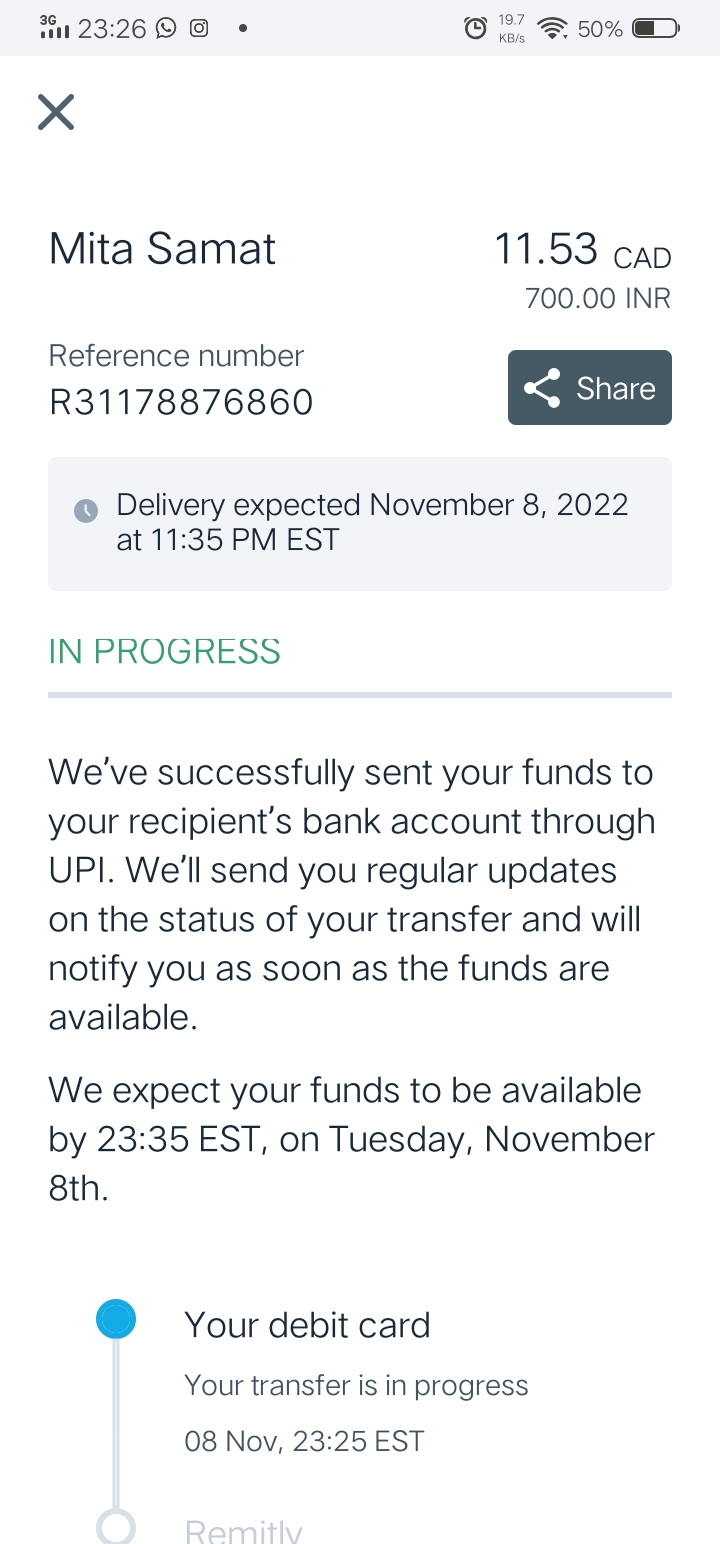 3G 23:26 19.7 KB/s 50%
Mita Samat 11.53 CAD
700.00 INR
Reference number
R31178876860
Share
Delivery expected November 8, 2022
at 11:35 PM EST
IN PROGRESS
We’ve successfully sent your funds to
your recipient’s bank account through
UPI. We’ll send you regular updates
on the status of your transfer and will
notify you as soon as the funds are
available.
We expect your funds to be available
by 23:35 EST, on Tuesday, November
8th.
Your debit card
Your transfer is in progress
08 Nov, 23:25 EST
Remitly